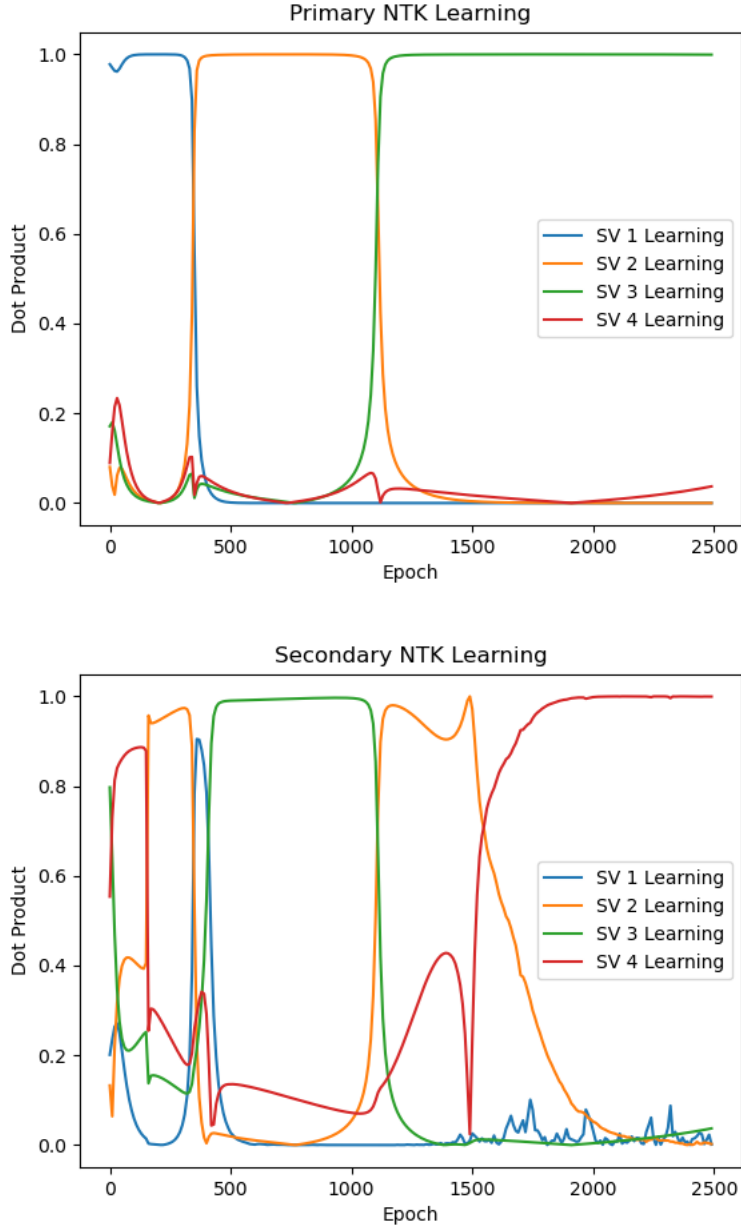 Primary NTK Learning
1.0
0.8
0.6
0.4
0.2
0.0
Dot Product
SV 1 Learning
SV 2 Learning
SV 3 Learning
SV 4 Learning
0 500 1000 1500 2000 2500
Epoch
Secondary NTK Learning
1.0
0.8
0.6
0.4
0.2
0.0
Dot Product
SV 1 Learning
SV 2 Learning
SV 3 Learning
SV 4 Learning
0 500 1000 1500 2000 2500
Epoch